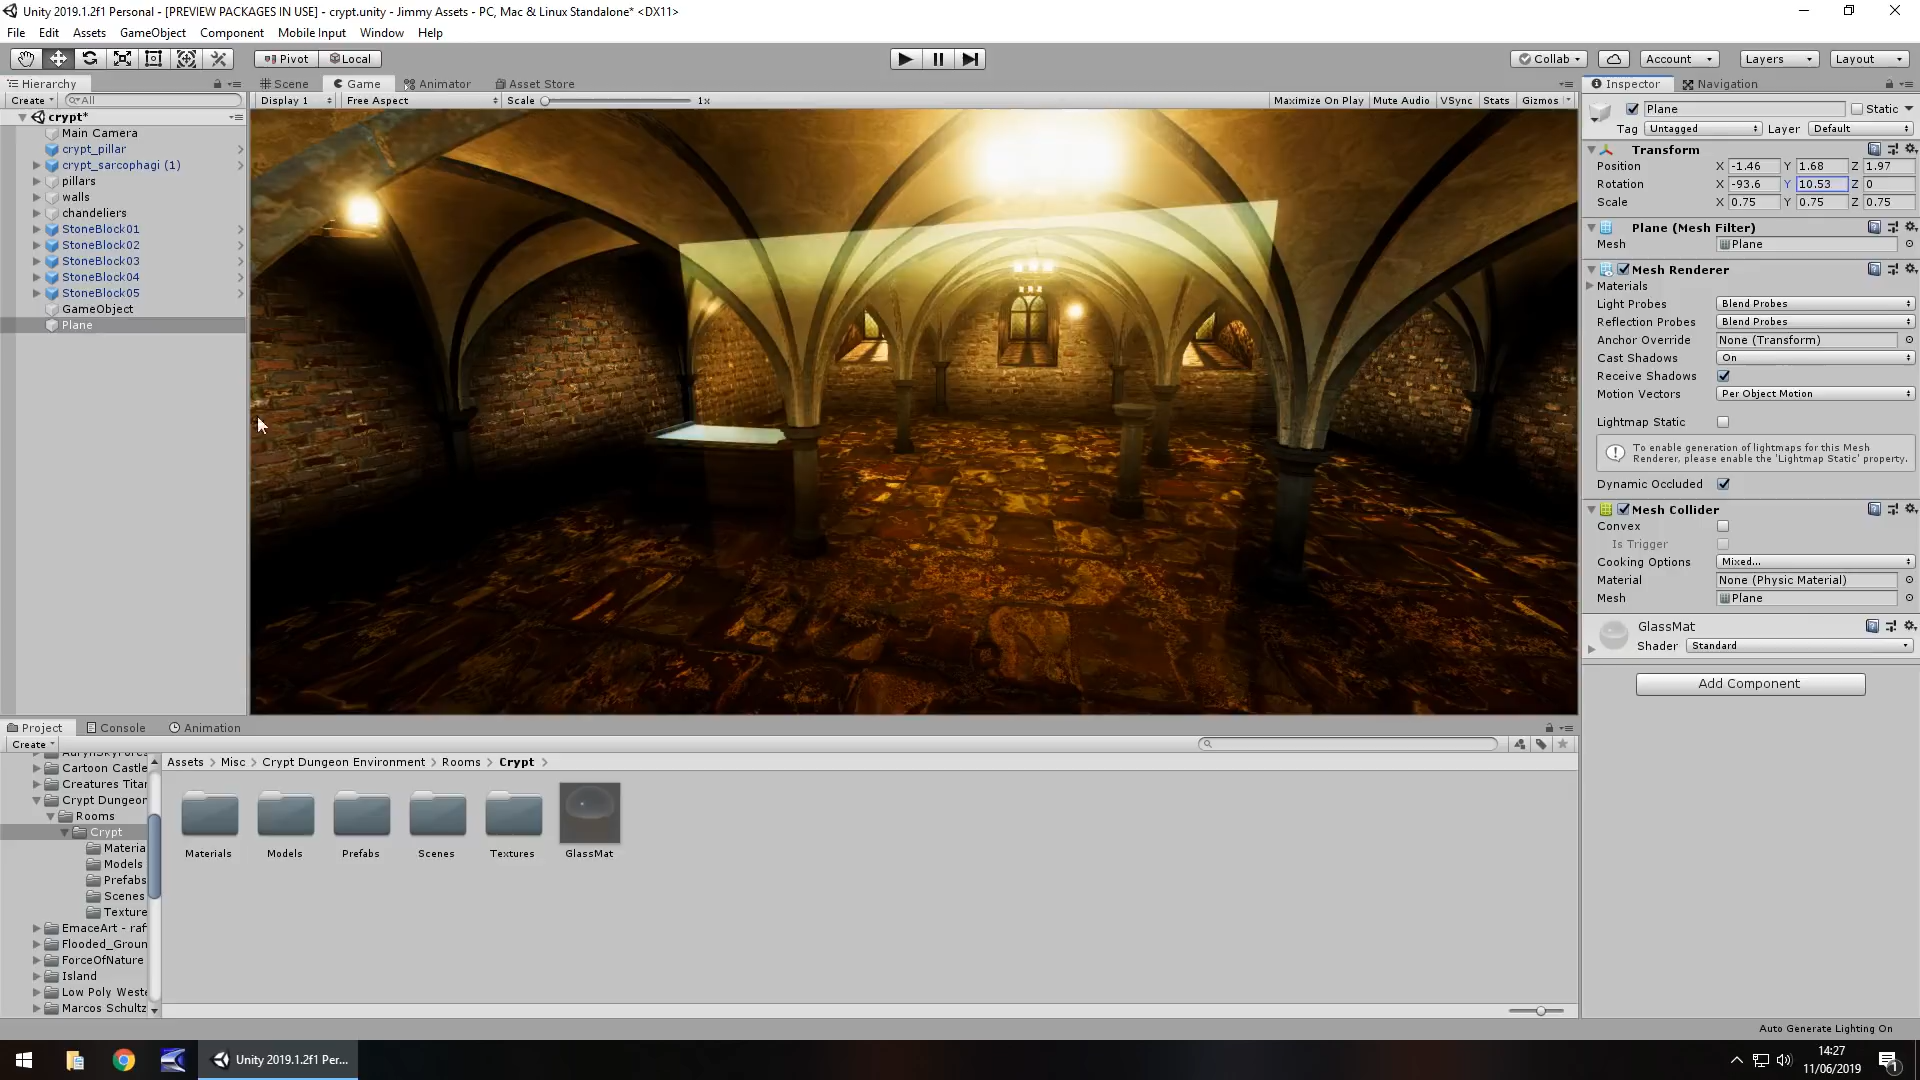 Unity 2019.1.2f1 Personal - [PREVIEW PACKAGES IN USE] - crypt.unity - Jimmy Assets - PC, Mac & Linux Standalone* <DX11>
File Edit Assets GameObject Component Mobile Input Window Help
Pivot Local Collab Account Layers Layout
Hierarchy Scene Game Animator Asset Store Inspector Navigation
Create All Display 1 Free Aspect Scale 1x Maximize On Play Mute Audio VSync Stats Gizmos
crypt*
Main Camera
crypt_pillar
crypt_sarcophagi (1)
pillars
walls
chandeliers
StoneBlock01
StoneBlock02
StoneBlock03
StoneBlock04
StoneBlock05
GameObject
Plane
Plane Static
Tag Untagged Layer Default
Transform
Position X -1.46 Y 1.68 Z 1.97
Rotation X -93.6 Y 10.53 Z 0
Scale X 0.75 Y 0.75 Z 0.75
Plane (Mesh Filter)
Mesh Plane
Mesh Renderer
Materials
Light Probes Blend Probes
Reflection Probes Blend Probes
Anchor Override None (Transform)
Cast Shadows On
Receive Shadows
Motion Vectors Per Object Motion
Lightmap Static
To enable generation of lightmaps for this Mesh
Renderer, please enable the 'Lightmap Static' property.
Dynamic Occluded
Mesh Collider
Convex
Is Trigger
Cooking Options Mixed...
Material None (Physic Material)
Mesh Plane
GlassMat
Shader Standard
Add Component
Project Console Animation
Create
Assets > Misc > Crypt Dungeon Environment > Rooms > Crypt >
Cartoon Castle
Creatures Titar
Crypt Dungeon
Rooms
Crypt
Materia
Models
Prefabs
Scenes
Texture
EmaceArt - raf
Flooded_Groun
ForceOfNature
Island
Low Poly Weste
Marcos Schultz
Materials Models Prefabs Scenes Textures GlassMat
Auto Generate Lighting On
Unity 2019.1.2f1 Per...
14:27
11/06/2019
1